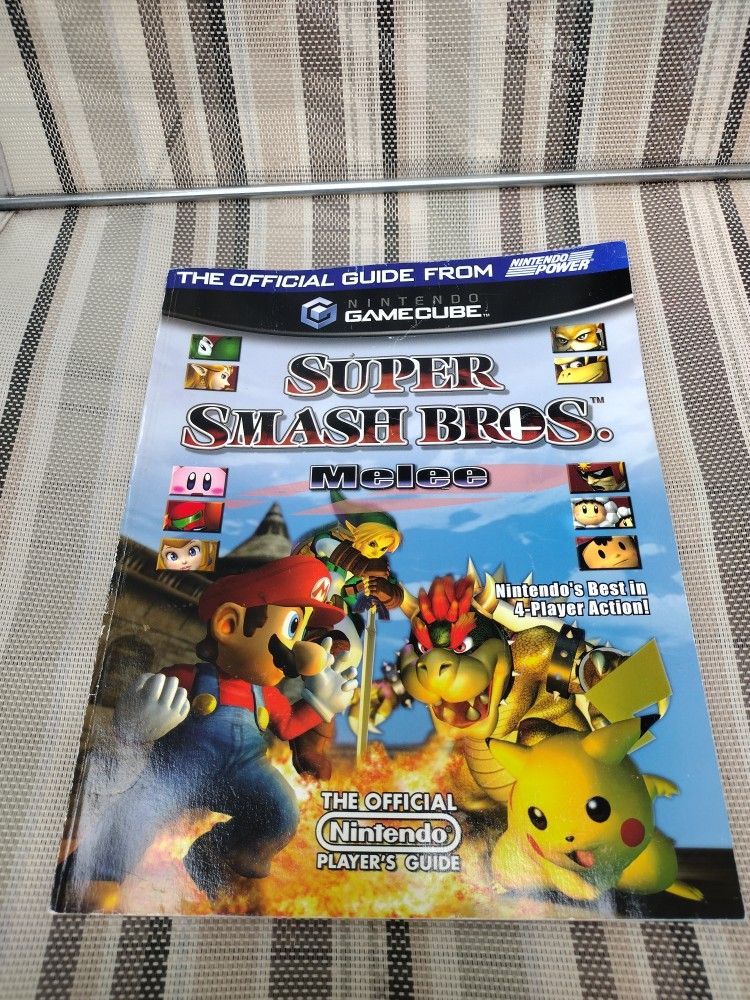 THE OFFICIAL GUIDE FROM NINTENDO POWER
NINTENDO
GAMECUBE™
SUPER
SMASH BROS.™
Melee
Nintendo's Best in
4-Player Action!
M
THE OFFICIAL
Nintendo®
PLAYER'S GUIDE